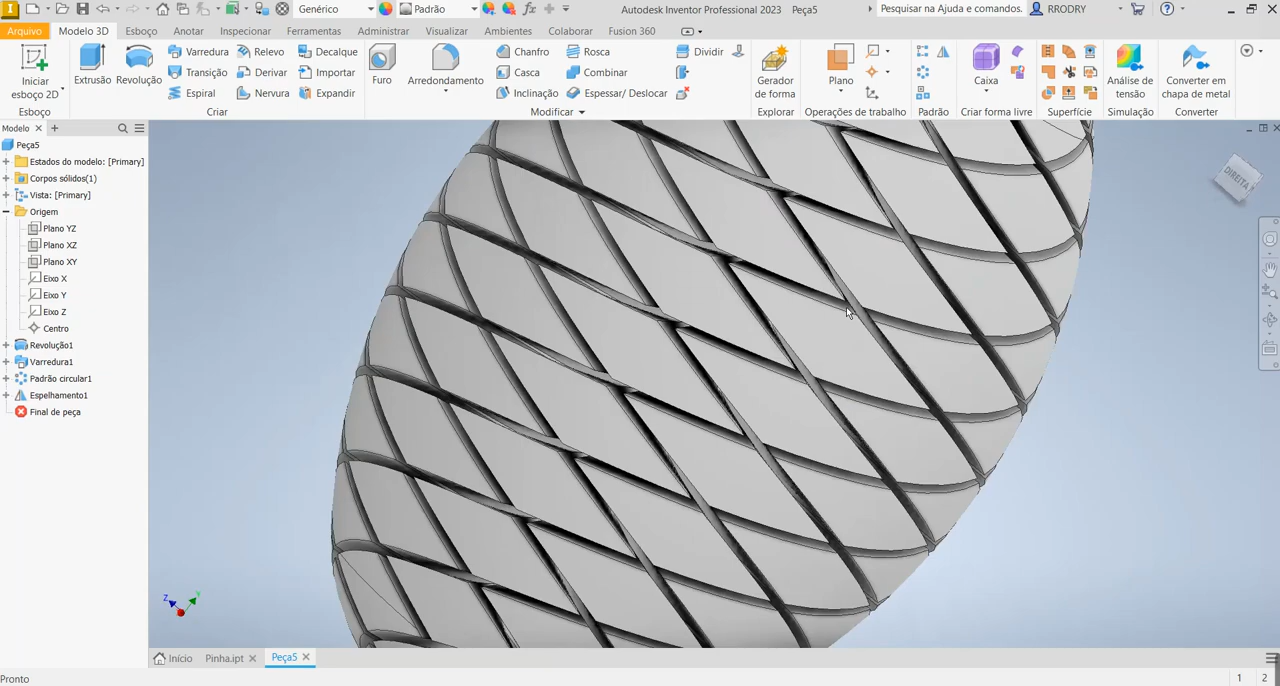 Genérico
Padrão
Autodesk Inventor Professional 2023 Peça5
Pesquisar na Ajuda e comandos.
RRODRY
Arquivo Modelo 3D Esboço Anotar Inspecionar Ferramentas Administrar Visualizar Ambientes Colaborar Fusion 360
Iniciar esboço 2D
Esboço
Extrusão
Revolução
Varredura
Transição
Espiral
Relevo
Derivar
Nervura
Decalque
Importar
Expandir
Criar
Furo
Arredondamento
Chanfro
Casca
Inclinação
Rosca
Combinar
Espessar/ Deslocar
Dividir
Modificar
Gerador de forma
Explorar
Plano
Operações de trabalho
Padrão
Caixa
Criar forma livre
Superfície
Análise de tensão
Simulação
Converter em chapa de metal
Converter
Modelo
Peça5
Estados do modelo: [Primary]
Corpos sólidos(1)
Vista: [Primary]
Origem
Plano YZ
Plano XZ
Plano XY
Eixo X
Eixo Y
Eixo Z
Centro
Revolução1
Varredura1
Padrão circular1
Espelhamento1
Final de peça
DIREITA
Z
Y
Início Pinha.ipt Peça5
Pronto
1 2